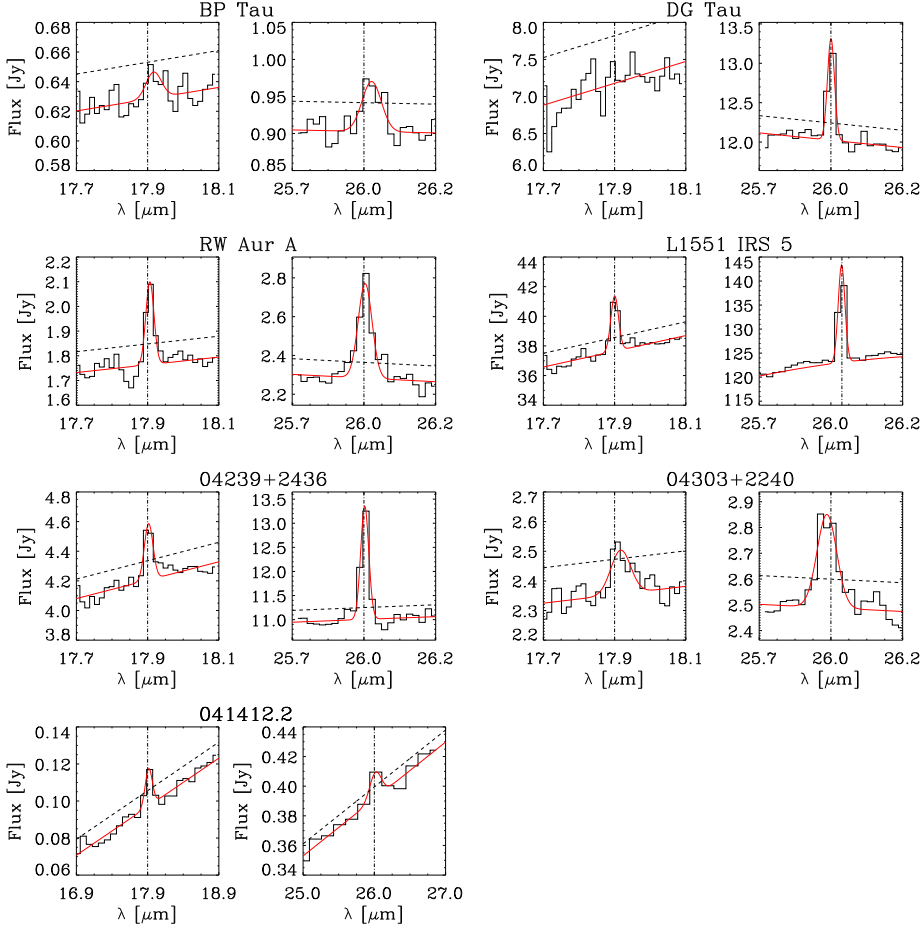 BP Tau
DG Tau
Flux [Jy]
0.68
0.66
0.64
0.62
0.60
0.58
17.7 17.9 18.1
λ [μm]
1.05
1.00
0.95
0.90
0.85
25.7 26.0 26.2
λ [μm]
Flux [Jy]
8.0
7.5
7.0
6.5
6.0
17.7 17.9 18.1
λ [μm]
13.5
12.8
12.0
25.7 26.0 26.2
λ [μm]
RW Aur A
L1551 IRS 5
Flux [Jy]
2.2
2.1
2.0
1.9
1.8
1.7
1.6
17.7 17.9 18.1
λ [μm]
2.8
2.6
2.4
2.2
25.7 26.0 26.2
λ [μm]
Flux [Jy]
44
42
40
38
36
34
17.7 17.9 18.1
λ [μm]
145
140
135
130
125
120
115
25.7 26.0 26.2
λ [μm]
04239+2436
04303+2240
Flux [Jy]
4.8
4.6
4.4
4.2
4.0
3.8
17.7 17.9 18.1
λ [μm]
13.5
13.0
12.5
12.0
11.5
11.0
25.7 26.0 26.2
λ [μm]
Flux [Jy]
2.7
2.6
2.5
2.4
2.3
2.2
17.7 17.9 18.1
λ [μm]
2.9
2.8
2.7
2.6
2.5
2.4
25.7 26.0 26.2
λ [μm]
041412.2
Flux [Jy]
0.14
0.12
0.10
0.08
0.06
16.9 17.9 18.9
λ [μm]
Flux [Jy]
0.44
0.42
0.40
0.38
0.36
0.34
25.0 26.0 27.0
λ [μm]